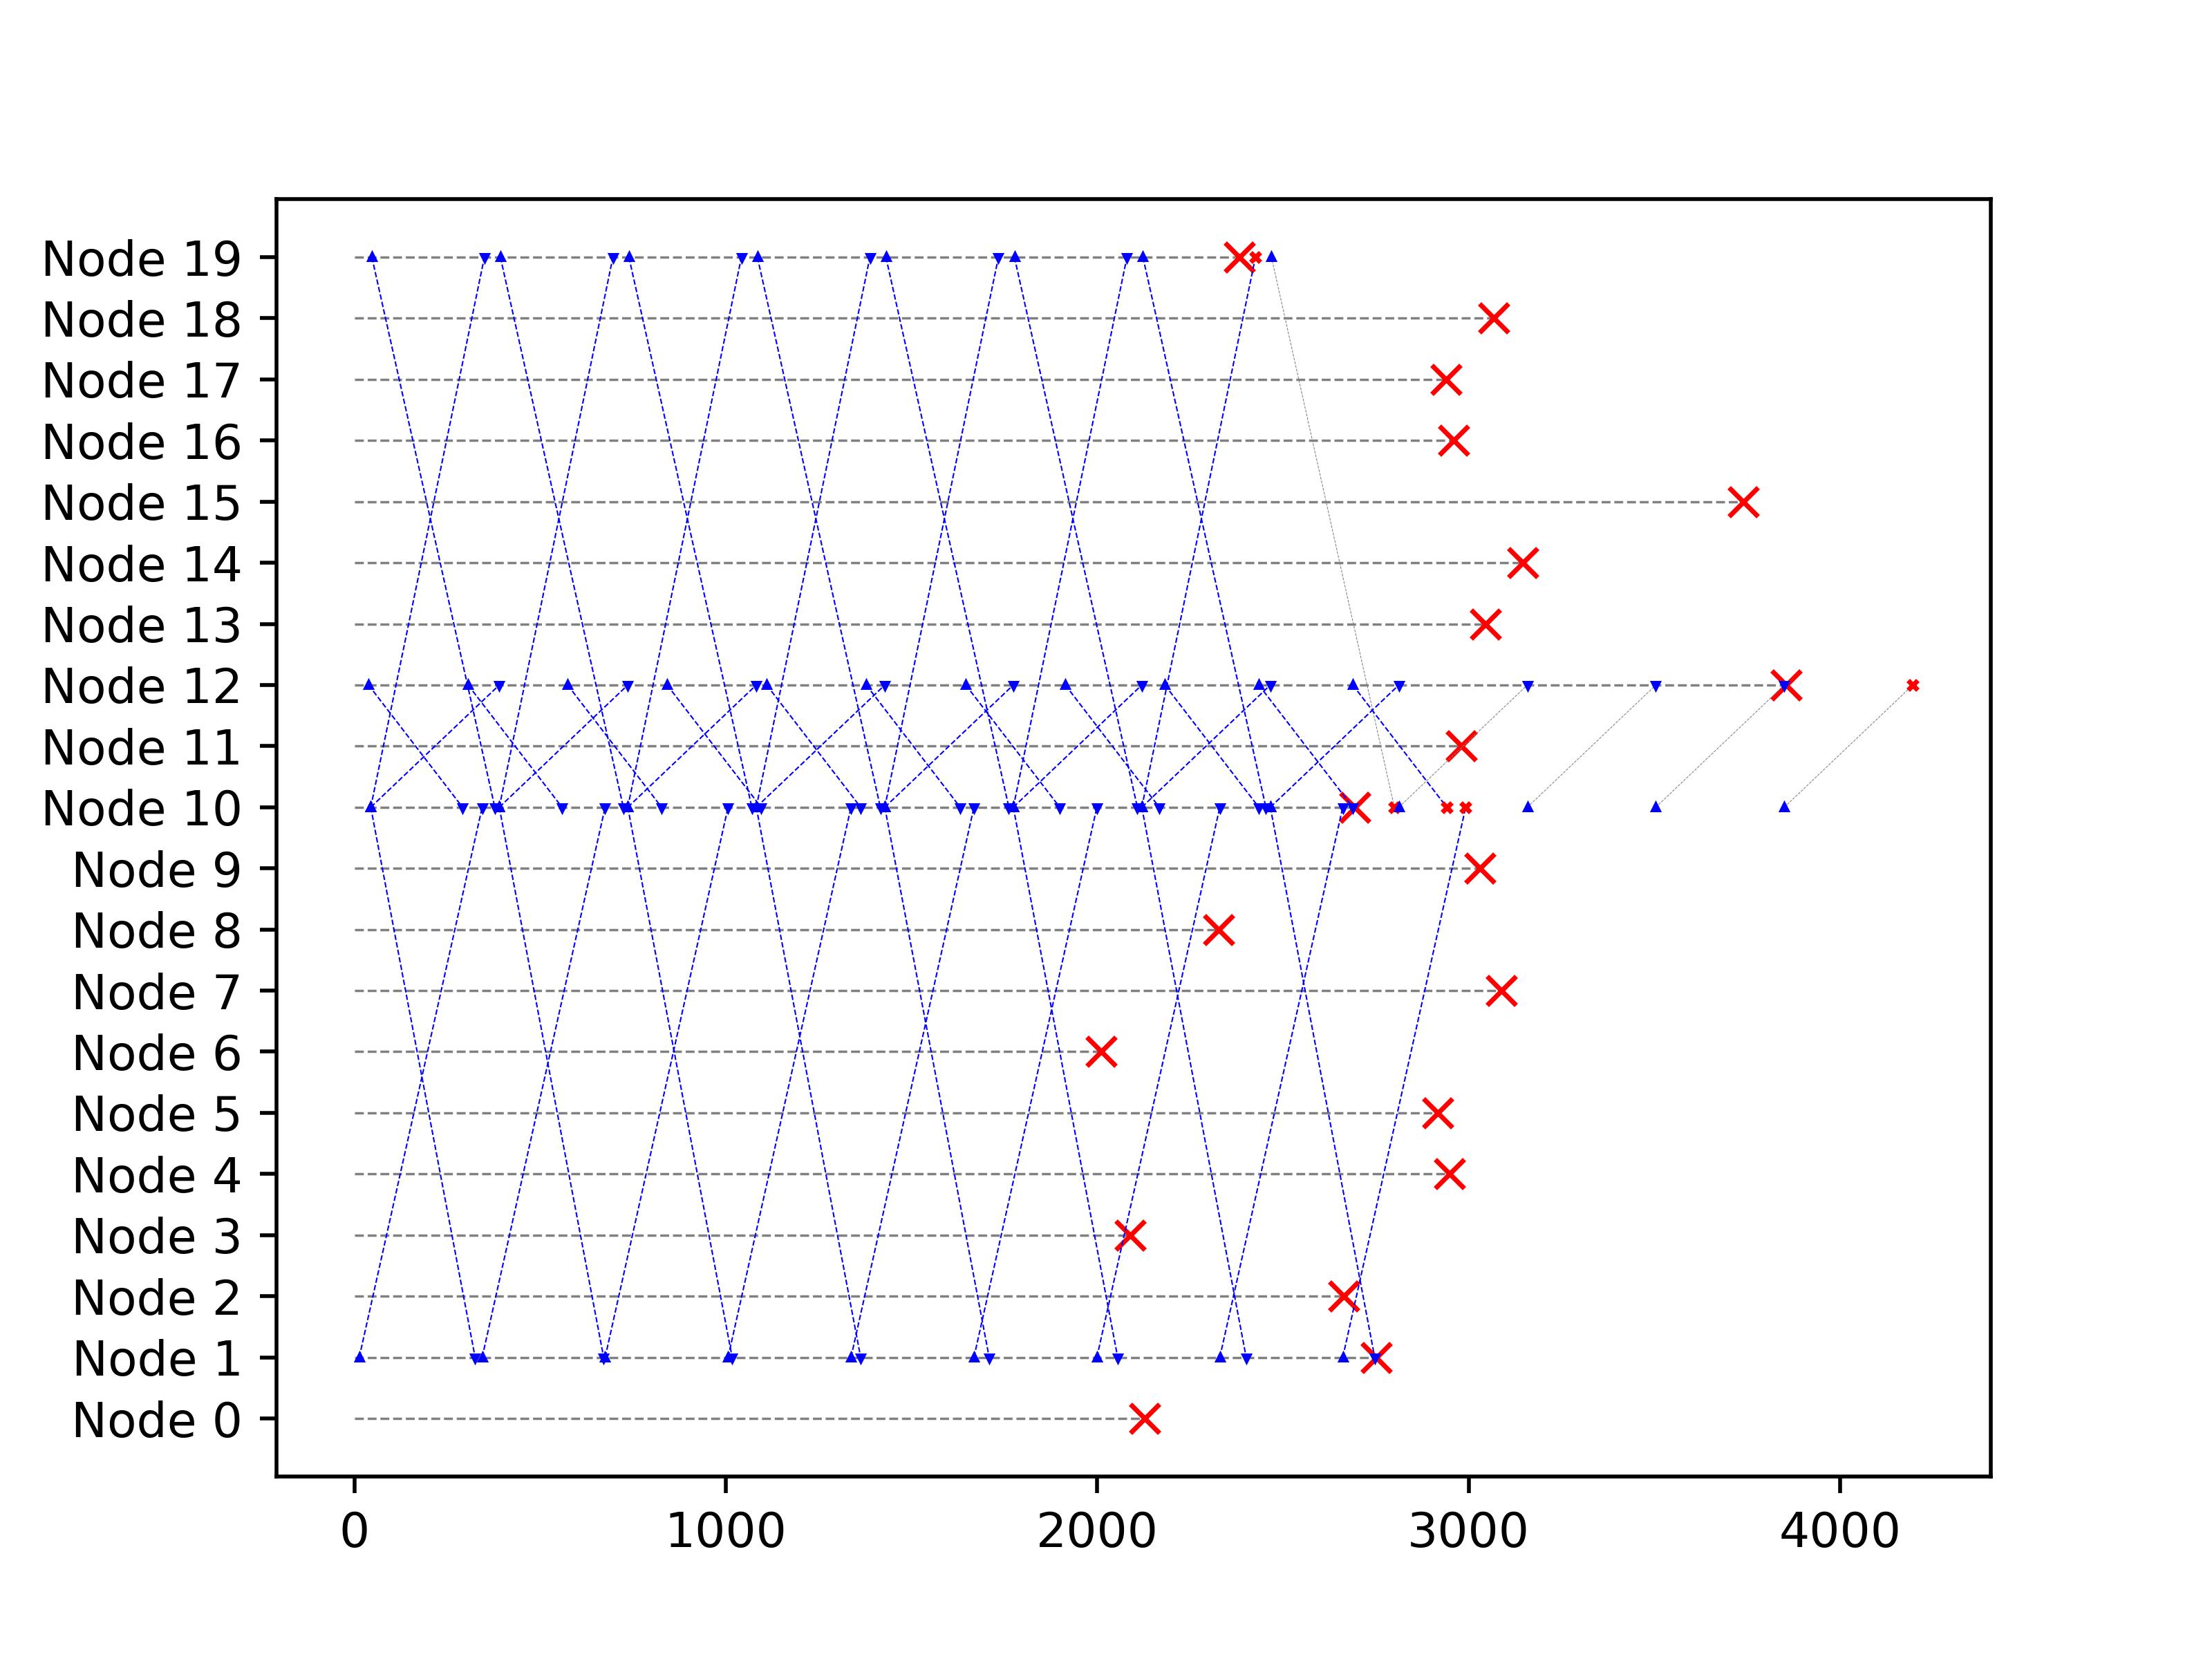 Node 19
Node 18
Node 17
Node 16
Node 15
Node 14
Node 13
Node 12
Node 11
Node 10
Node 9
Node 8
Node 7
Node 6
Node 5
Node 4
Node 3
Node 2
Node 1
Node 0
0 1000 2000 3000 4000